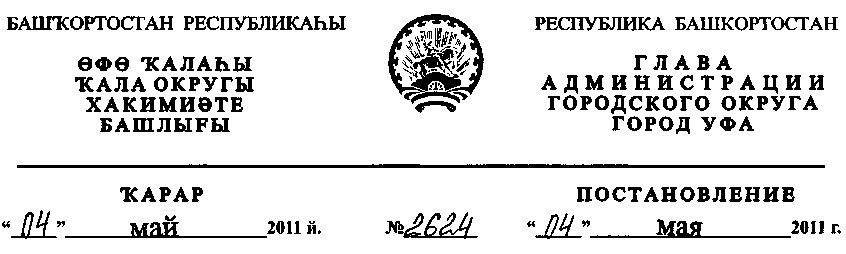 БАШҠОРТОСТАН РЕСПУБЛИКАҺЫ
ӨФӨ ҠАЛАҺЫ
ҠАЛА ОКРУГЫ
ХАКИМИӘТЕ
БАШЛЫҒЫ
РЕСПУБЛИКА БАШКОРТОСТАН
ГЛАВА
АДМИНИСТРАЦИИ
ГОРОДСКОГО ОКРУГА
ГОРОД УФА
ҠАРАР
ПОСТАНОВЛЕНИЕ
“04” май 2011 й. №2624 “04” мая 2011 г.